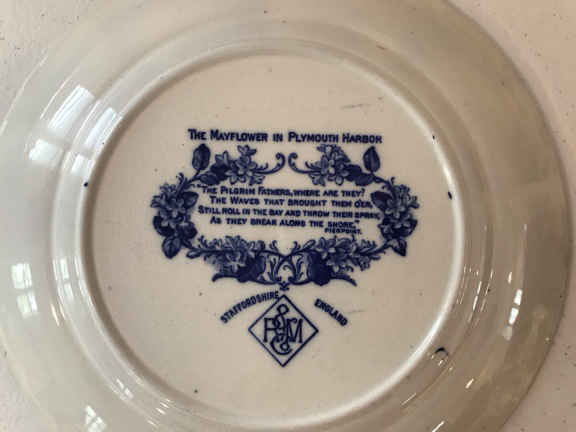 THE MAYFLOWER IN PLYMOUTH HARBOR
"THE PILGRIM FATHERS, WHERE ARE THEY?
THE WAVES THAT BROUGHT THEM O'ER,
STILL ROLL IN THE BAY AND THROW THEIR SPRAY,
AS THEY BREAK ALONG THE SHORE,"
PIERPOINT.
STAFFORDSHIRE ENGLAND
R & M